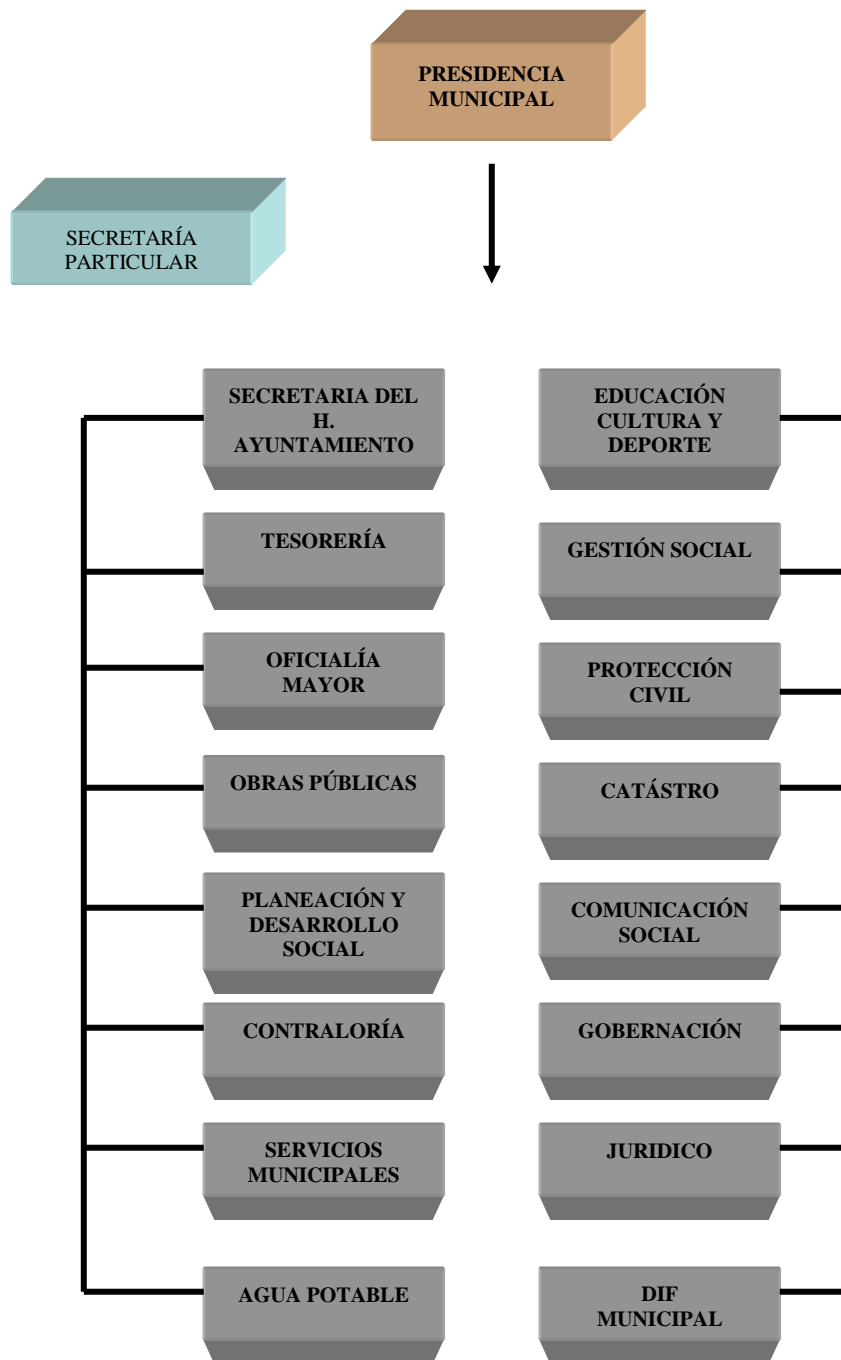 PRESIDENCIA
MUNICIPAL
SECRETARÍA
PARTICULAR
SECRETARIA DEL
H.
AYUNTAMIENTO
TESORERÍA
OFICIALÍA
MAYOR
OBRAS PÚBLICAS
PLANEACIÓN Y
DESARROLLO
SOCIAL
CONTRALORÍA
SERVICIOS
MUNICIPALES
AGUA POTABLE
EDUCACIÓN
CULTURA Y
DEPORTE
GESTIÓN SOCIAL
PROTECCIÓN
CIVIL
CATÁSTRO
COMUNICACIÓN
SOCIAL
GOBERNACIÓN
JURIDICO
DIF
MUNICIPAL